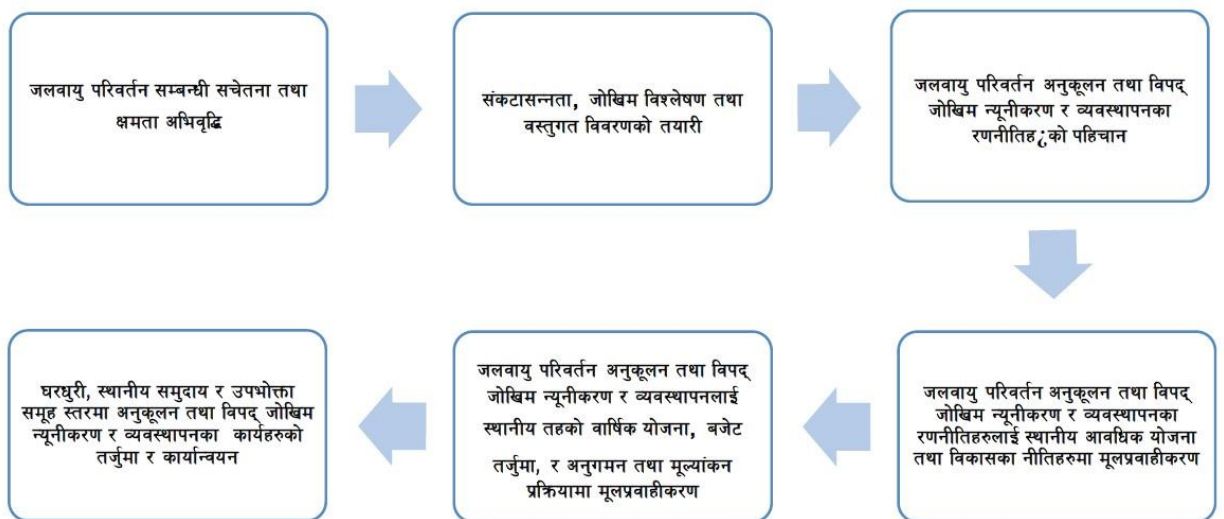 जलवायु परिवर्तन सम्बन्धी सचेतना तथा
क्षमता अभिवृद्धि
संकटासन्नता, जोखिम विश्लेषण तथा
वस्तुगत विवरणको तयारी
जलवायु परिवर्तन अनुकूलन तथा विपद्
जोखिम न्यूनीकरण र व्यवस्थापनका
रणनीतिह¿को पहिचान
जलवायु परिवर्तन अनुकूलन तथा विपद्
जोखिम न्यूनीकरण र व्यवस्थापनका
रणनीतिहरुलाई स्थानीय आवधिक योजना
तथा विकासका नीतिहरुमा मूलप्रवाहीकरण
जलवायु परिवर्तन अनुकूलन तथा विपद्
जोखिम न्यूनीकरण र व्यवस्थापनलाई
स्थानीय तहको वार्षिक योजना, बजेट
तर्जुमा, र अनुगमन तथा मूल्यांकन
प्रक्रियामा मूलप्रवाहीकरण
घरधुरी, स्थानीय समुदाय र उपभोक्ता
समूह स्तरमा अनुकूलन तथा विपद् जोखिम
न्यूनीकरण र व्यवस्थापनका कार्यहरुको
तर्जुमा र कार्यान्वयन